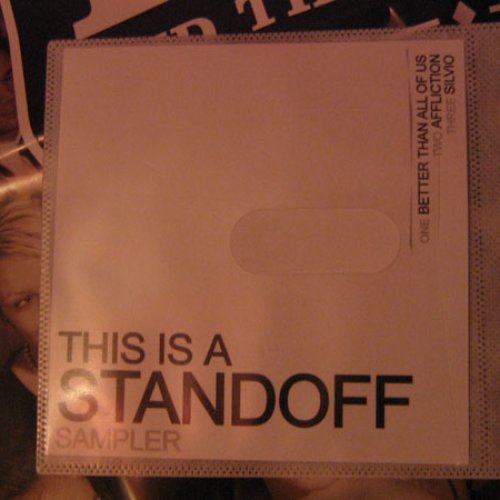 ONE BETTER THAN ALL OF US
TWO AFFLICTION
THREE SILVIO
THIS IS A
STANDOFF
SAMPLER